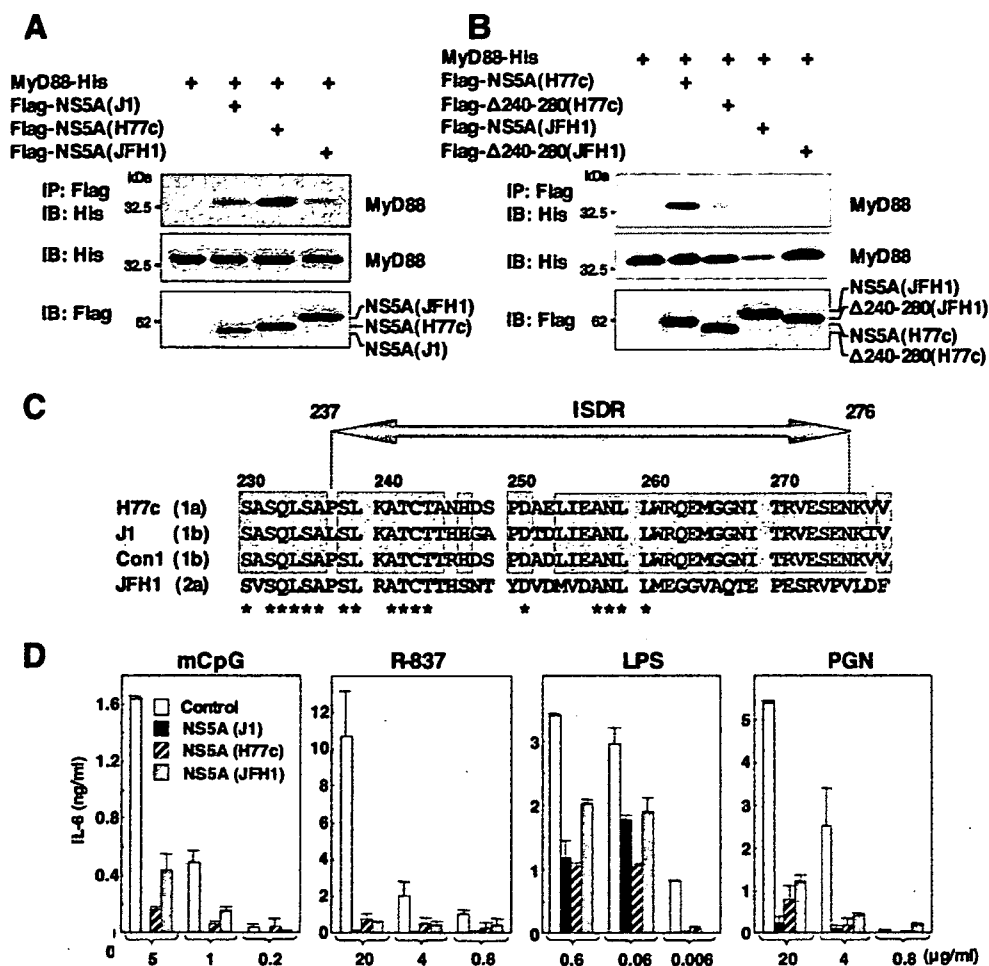 A
MyD88-His + + + +
Flag-NS5A(J1) +
Flag-NS5A(H77c) +
Flag-NS5A(JFH1) +
kDa
IP: Flag
IB: His
32.5
MyD88
IB: His
32.5
MyD88
IB: Flag
62
NS5A(JFH1)
NS5A(H77c)
NS5A(J1)
B
MyD88-His + + + + +
Flag-NS5A(H77c) +
Flag-Δ240-280(H77c) +
Flag-NS5A(JFH1) +
Flag-Δ240-280(JFH1) +
kDa
IP: Flag
IB: His
32.5
MyD88
IB: His
32.5
MyD88
IB: Flag
62
NS5A(JFH1)
Δ240-280(JFH1)
NS5A(H77c)
Δ240-280(H77c)
C
237 ISDR 276
230 240 250 260 270
H77c (1a) SASQLSAPSL KATCTANHDS PDAELIEANL LWRQEMGGNI TRVESENKVV
J1 (1b) SASQLSALSL KATCTTHHGA PDTDLIEANL LWRQEMGGNI TRVESENKIV
Con1 (1b) SASQLSAPSL KATCTTRHDS PDADLIEANL LWRQEMGGNI TRVESENKVV
JFH1 (2a) SVSQLSAPSL RATCTTHSNT YDVDMVDANL LMEGGVAQTE PESRVPVLDF
* ****** ** **** * *** *
D
mCpG R-837 LPS PGN
IL-6 (ng/ml)
1.6
1.2
0.8
0.4
0
Control
NS5A (J1)
NS5A (H77c)
NS5A (JFH1)
5 1 0.2
12
10
8
6
4
2
0
20 4 0.8
3
2
1
0
0.6 0.06 0.006
5
4
3
2
1
0
20 4 0.8 (µg/ml)